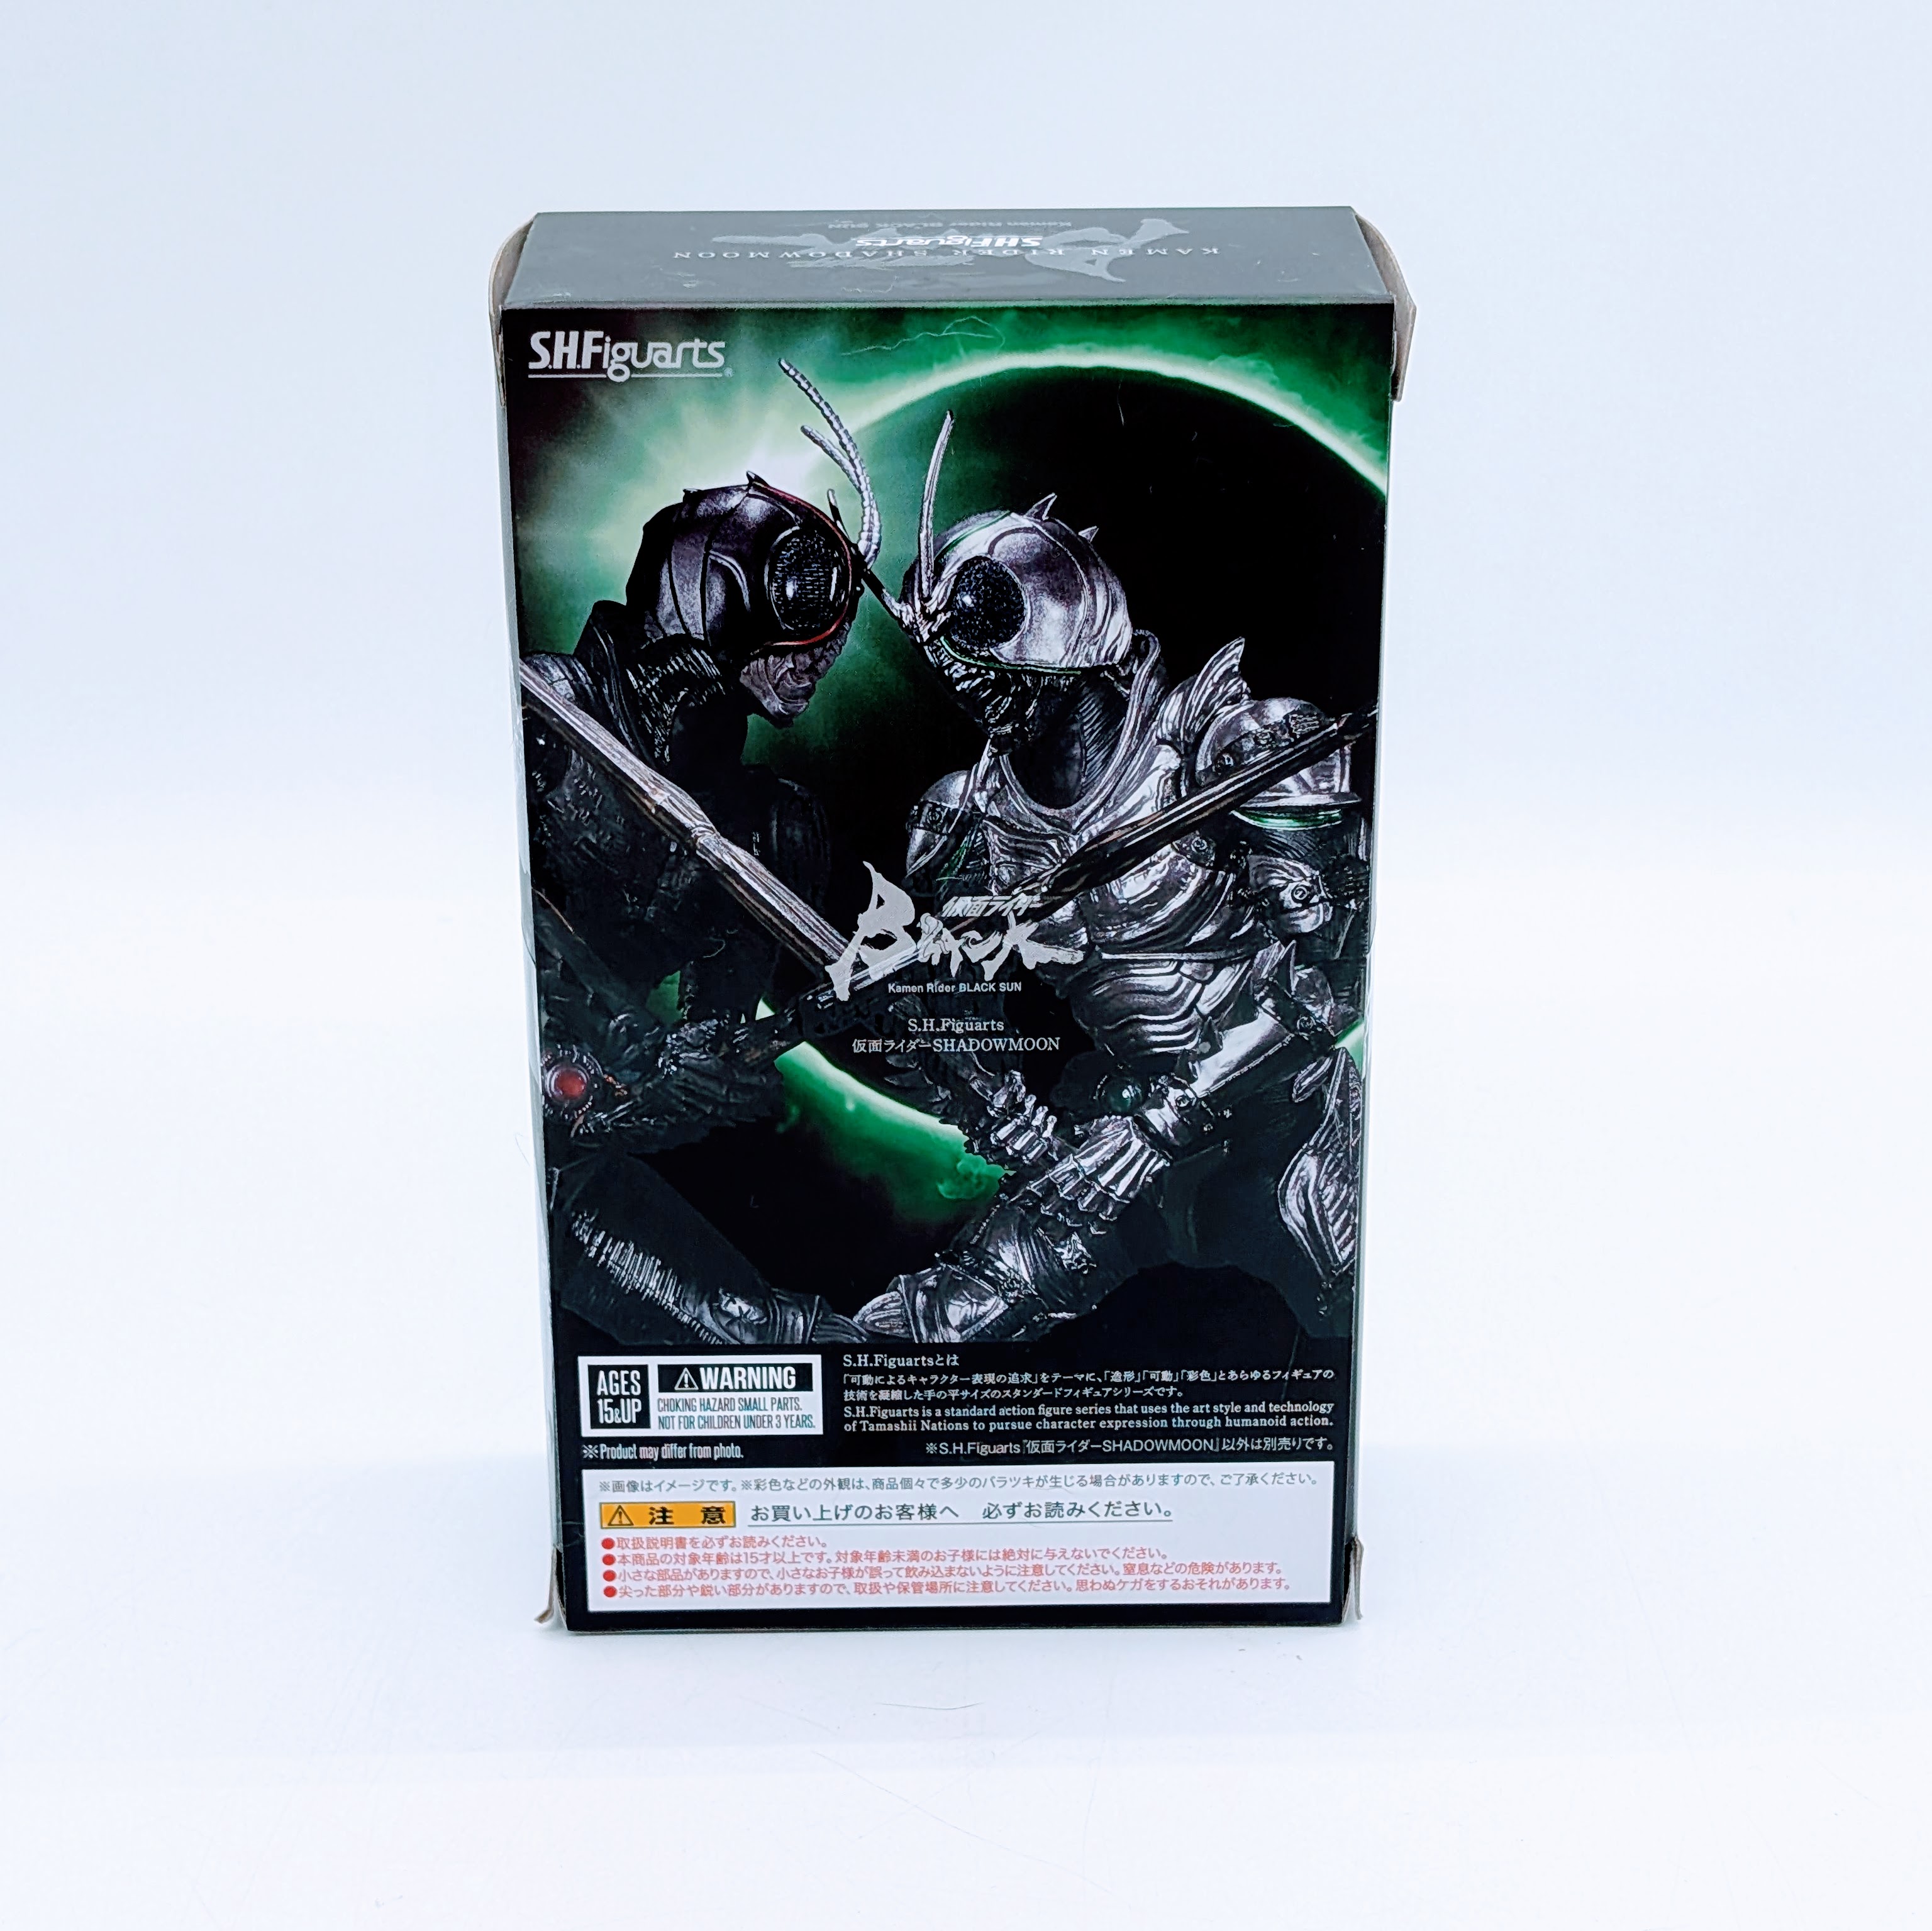 KAMEN RIDER SHADOWMOON
S.H.Figuarts
Kamen Rider BLACK SUN
S.H.Figuarts®
仮面ライダー
BLACK
Kamen Rider BLACK SUN
S.H.Figuarts
仮面ライダーSHADOWMOON
AGES
15&UP
⚠WARNING
CHOKING HAZARD SMALL PARTS.
NOT FOR CHILDREN UNDER 3 YEARS.
※Product may differ from photo.
S.H.Figuartsとは
「可動によるキャラクター表現の追求」をテーマに、「造形」「可動」「彩色」とあらゆるフィギュアの
技術を凝縮した手の平サイズのスタンダードフィギュアシリーズです。
S.H.Figuarts is a standard action figure series that uses the art style and technology
of Tamashii Nations to pursue character expression through humanoid action.
※S.H.Figuarts『仮面ライダーSHADOWMOON』以外は別売りです。
※画像はイメージです。※彩色などの外観は、商品個々で多少のバラツキが生じる場合がありますので、ご了承ください。
⚠注 意 お買い上げのお客様へ 必ずお読みください。
●取扱説明書を必ずお読みください。
●本商品の対象年齢は15才以上です。対象年齢未満のお子様には絶対に与えないでください。
●小さな部品がありますので、小さなお子様が誤って飲み込まないように注意してください。窒息などの危険があります。
●尖った部分や鋭い部分がありますので、取扱や保管場所に注意してください。思わぬケガをするおそれがあります。